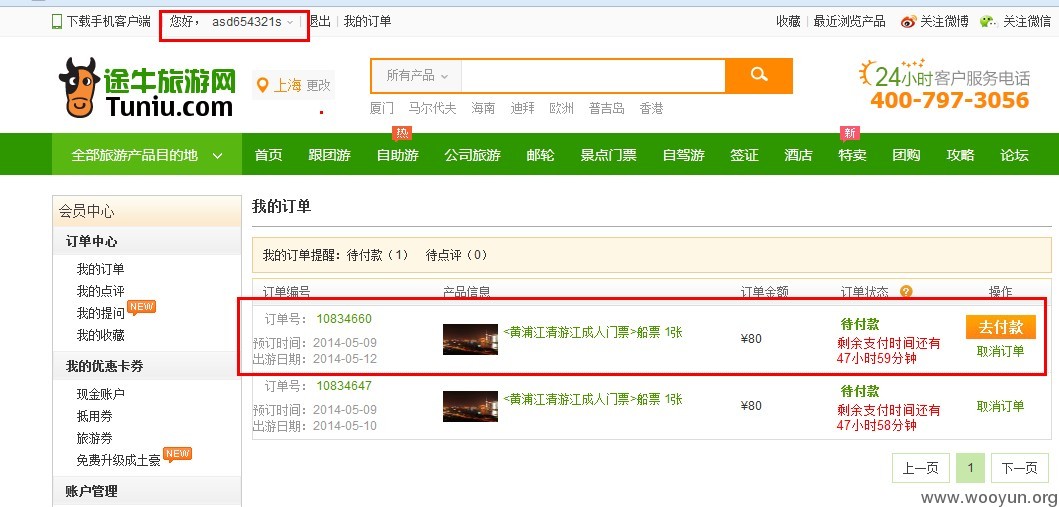 下载手机客户端 您好， asd654321s 退出 我的订单 收藏 最近浏览产品 关注微博 关注微信
途牛旅游网
Tuniu.com
上海 更改
所有产品
厦门 马尔代夫 海南 迪拜 欧洲 普吉岛 香港
24小时客户服务电话
400-797-3056
热 新
全部旅游产品目的地 首页 跟团游 自助游 公司旅游 邮轮 景点门票 自驾游 签证 酒店 特卖 团购 攻略 论坛
会员中心
订单中心
我的订单
我的点评
我的提问 NEW
我的收藏
我的优惠卡券
现金账户
抵用券
旅游券
免费升级成土豪 NEW
账户管理
我的订单
我的订单提醒：待付款（1） 待点评（0）
订单编号 产品信息 订单金额 订单状态 ? 操作
订单号： 10834660
预订时间：2014-05-09
出游日期：2014-05-12
<黄浦江清游江成人门票>船票 1张
¥80
待付款
剩余支付时间还有
47小时59分钟
去付款
取消订单
订单号： 10834647
预订时间：2014-05-09
出游日期：2014-05-10
<黄浦江清游江成人门票>船票 1张
¥80
待付款
剩余支付时间还有
47小时58分钟
取消订单
上一页 1 下一页
www.wooyun.org